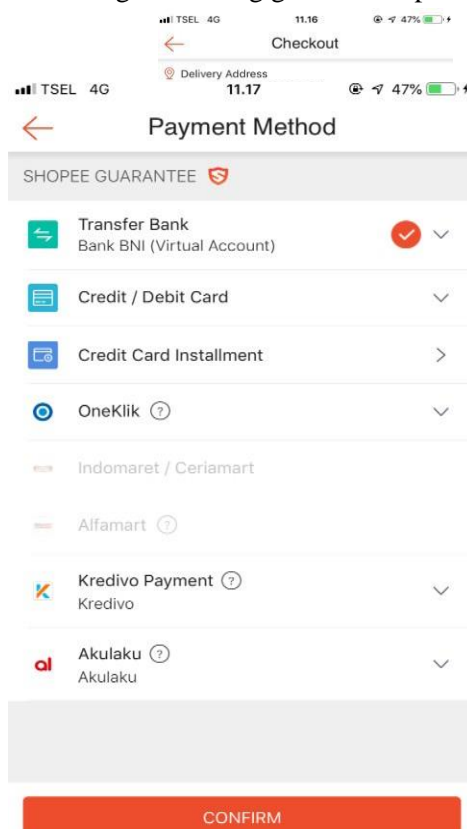 TSEL 4G 11.16 47%
Checkout
Delivery Address
TSEL 4G 11.17 47%
Payment Method
SHOPEE GUARANTEE
Transfer Bank
Bank BNI (Virtual Account)
Credit / Debit Card
Credit Card Installment
OneKlik ?
Indomaret / Ceriamart
Alfamart ?
Kredivo Payment ?
Kredivo
Akulaku ?
Akulaku
CONFIRM